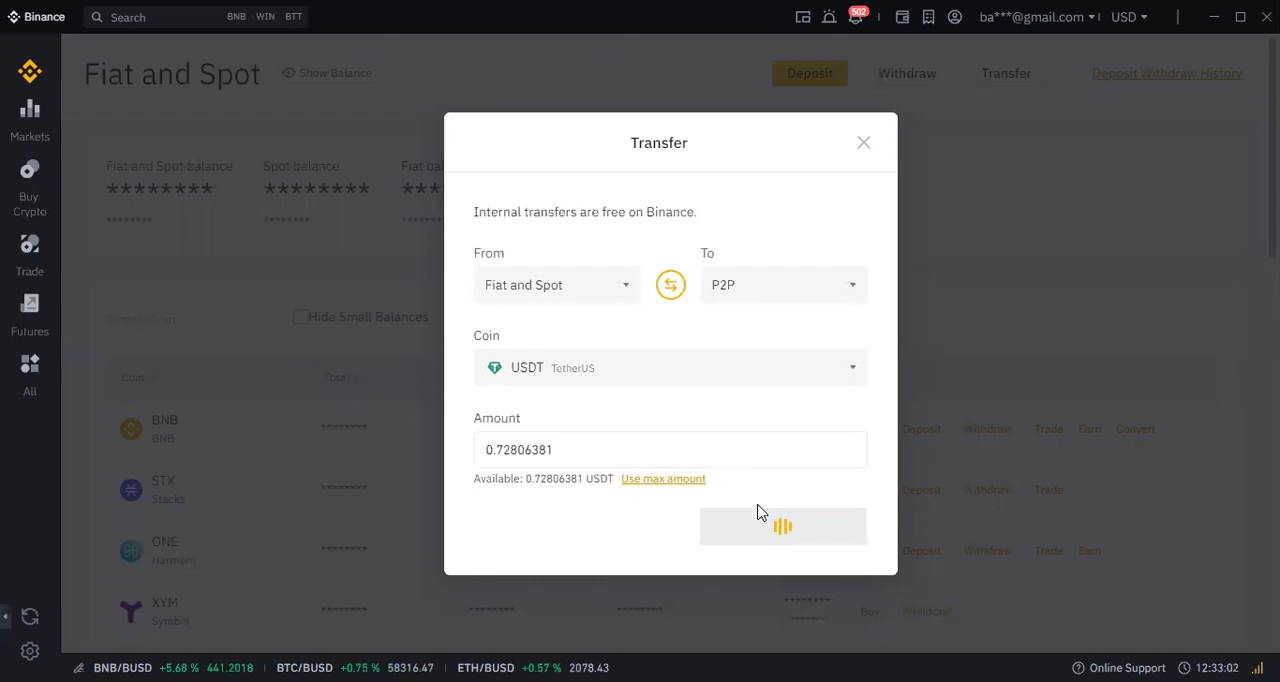 Binance
Search BNB · WIN BTT
502
ba***@gmail.com
USD
Fiat and Spot
Show Balance
Deposit
Withdraw
Transfer
Deposit Withdraw History
Markets
Buy
Crypto
Trade
Futures
All
Fiat and Spot balance
********
********
Spot balance
********
********
Fiat bal
***
********
Transfer
Internal transfers are free on Binance.
From
To
Fiat and Spot
P2P
Coin
USDT TetherUS
Amount
0.72806381
Available: 0.72806381 USDT Use max amount
Hide Small Balances
Coin Total
BNB
BNB
********
Deposit Withdraw Trade Earn Convert
STX
Stacks
********
Deposit Withdraw Trade
ONE
Harmony
********
Deposit Withdraw Trade Earn
XYM
Symbol
********
********
********
********
********
Buy Withdraw
BNB/BUSD +5.68 % 441.2018
BTC/BUSD +0.75 % 58316.47
ETH/BUSD +0.57 % 2078.43
Online Support
12:33:02